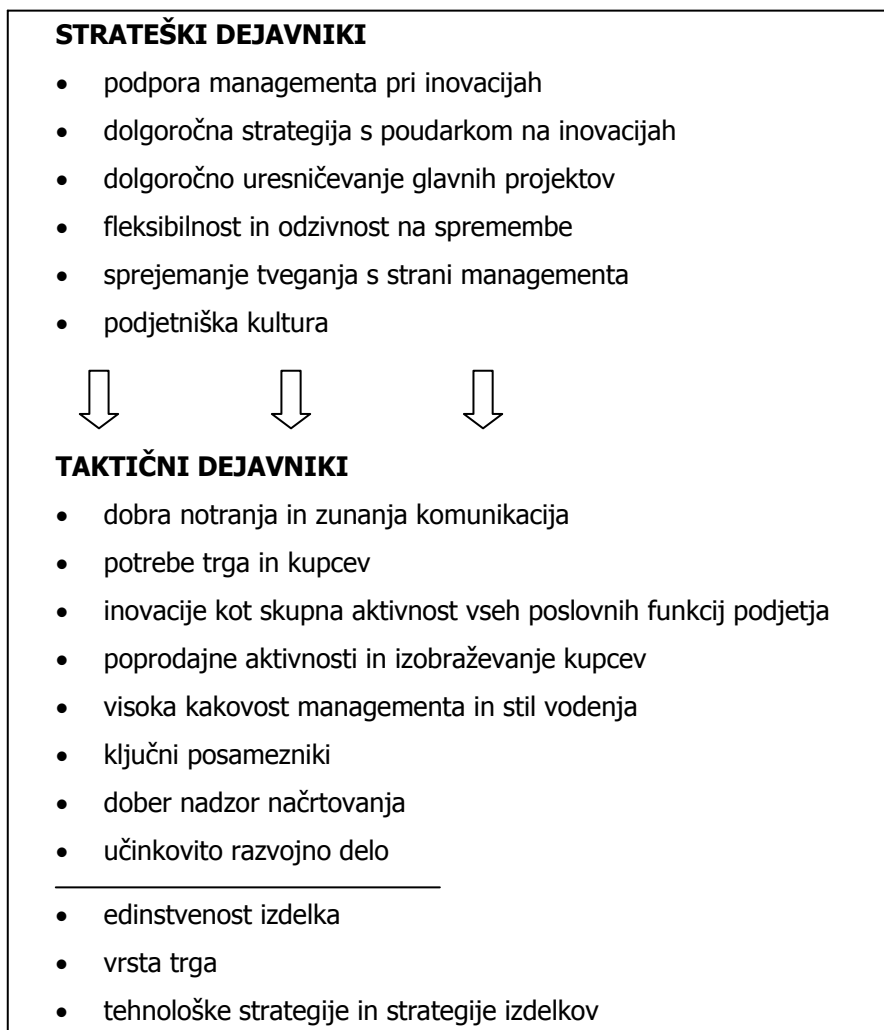 STRATEŠKI DEJAVNIKI
• podpora managementa pri inovacijah
• dolgoročna strategija s poudarkom na inovacijah
• dolgoročno uresničevanje glavnih projektov
• fleksibilnost in odzivnost na spremembe
• sprejemanje tveganja s strani managementa
• podjetniška kultura
TAKTIČNI DEJAVNIKI
• dobra notranja in zunanja komunikacija
• potrebe trga in kupcev
• inovacije kot skupna aktivnost vseh poslovnih funkcij podjetja
• poprodajne aktivnosti in izobraževanje kupcev
• visoka kakovost managementa in stil vodenja
• ključni posamezniki
• dober nadzor načrtovanja
• učinkovito razvojno delo
• edinstvenost izdelka
• vrsta trga
• tehnološke strategije in strategije izdelkov